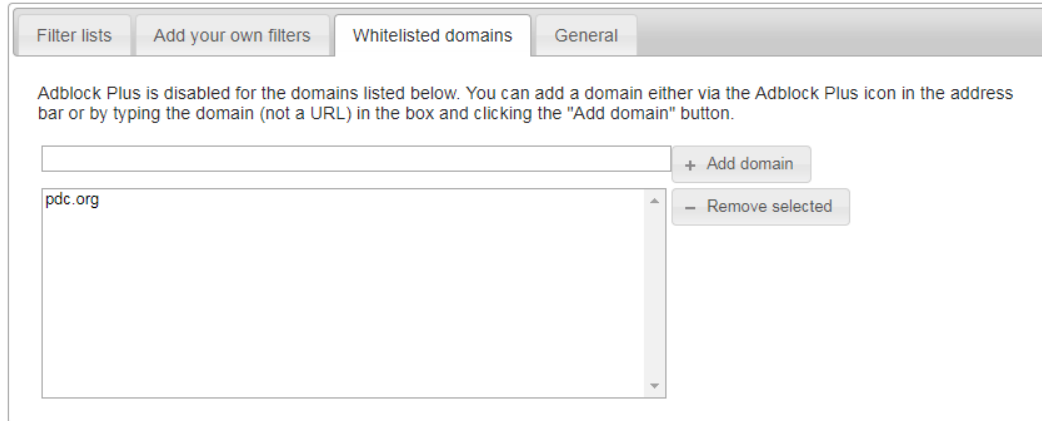 Filter lists
Add your own filters
Whitelisted domains
General
Adblock Plus is disabled for the domains listed below. You can add a domain either via the Adblock Plus icon in the address
bar or by typing the domain (not a URL) in the box and clicking the "Add domain" button.
+ Add domain
pdc.org
− Remove selected